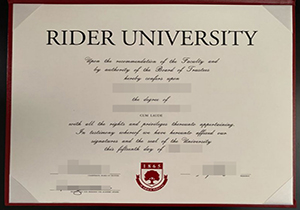 RIDER UNIVERSITY
Upon the recommendation of the Faculty and
by authority of the Board of Trustees
hereby confers upon
the degree of
CUM LAUDE
with all the rights and privileges thereunto appertaining.
In testimony whereof we have hereunto affixed our
signatures and the seal of the University
this fifteenth day of
1865